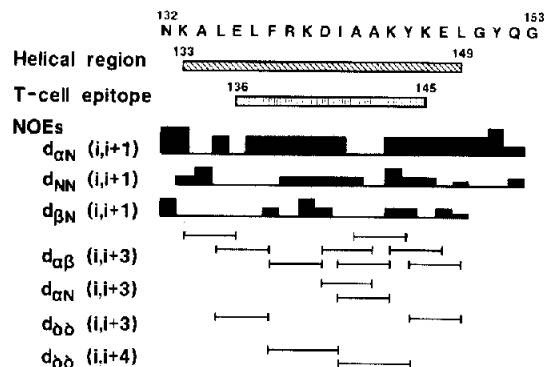 132 153
N K A L E L F R K D I A A K Y K E L G Y Q G
133 149
Helical region
136 145
T-cell epitope
NOEs
dαN (i,i+1)
dNN (i,i+1)
dβN (i,i+1)
dαβ (i,i+3)
dαN (i,i+3)
dδδ (i,i+3)
dδδ (i,i+4)